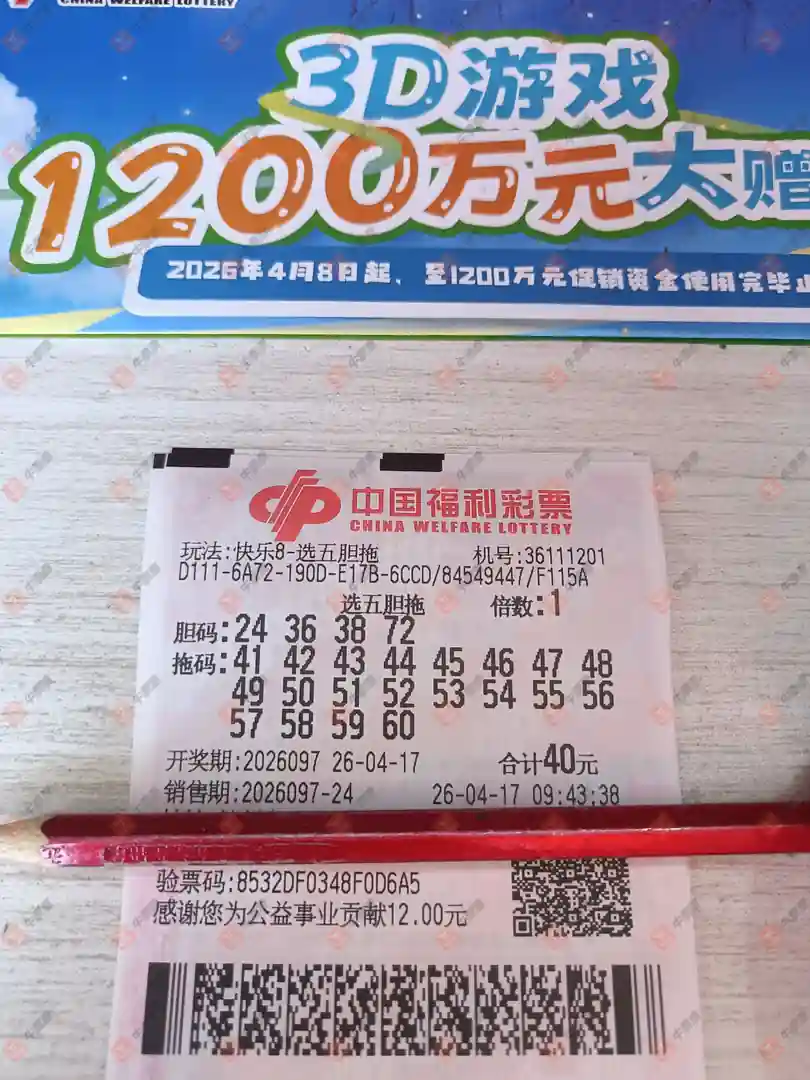 CHINA WELFARE LOTTERY
3D游戏
1200万元大赠
2026年4月8日起、至1200万元促销资金使用完毕止
中国福利彩票
CHINA WELFARE LOTTERY
玩法:快乐8-选五胆拖 机号:36111201
D111-6A72-190D-E17B-6CCD/84549447/F115A
选五胆拖 倍数:1
胆码:24 36 38 72
拖码:41 42 43 44 45 46 47 48
49 50 51 52 53 54 55 56
57 58 59 60
开奖期:2026097 26-04-17 合计40元
销售期:2026097-24 26-04-17 09:43:38
验票码:8532DF0348F0D6A5
感谢您为公益事业贡献12.00元